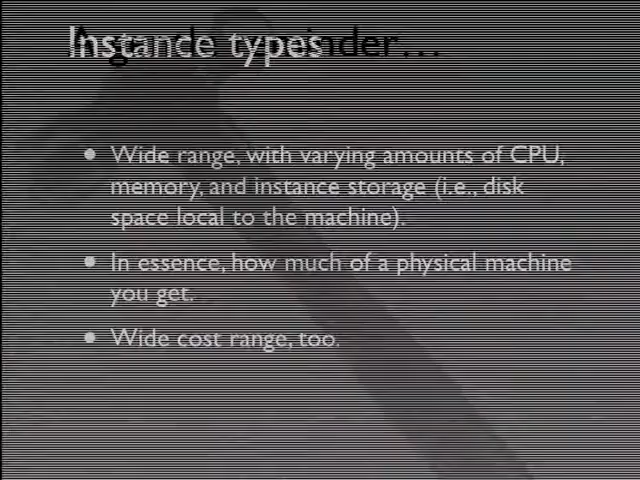 Instance types
• Wide range, with varying amounts of CPU,
memory, and instance storage (i.e., disk
space local to the machine).
• In essence, how much of a physical machine
you get.
• Wide cost range, too.